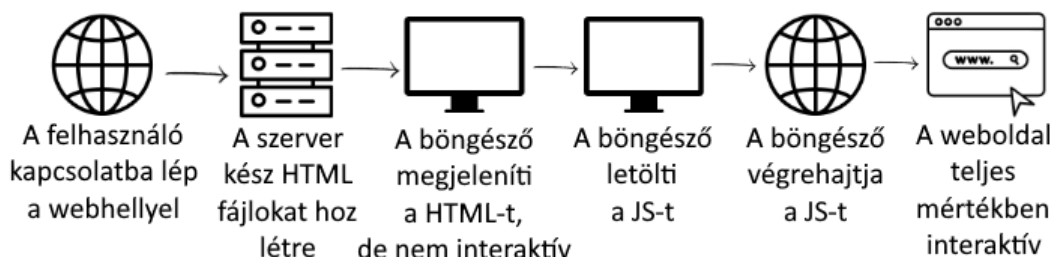 www.
A felhasználó
kapcsolatba lép
a webhellyel
A szerver
kész HTML
fájlokat hoz
létre
A böngésző
megjeleníti
a HTML-t,
de nem interaktív
A böngésző
letölti
a JS-t
A böngésző
végrehajtja
a JS-t
A weboldal
teljes
mértékben
interaktív